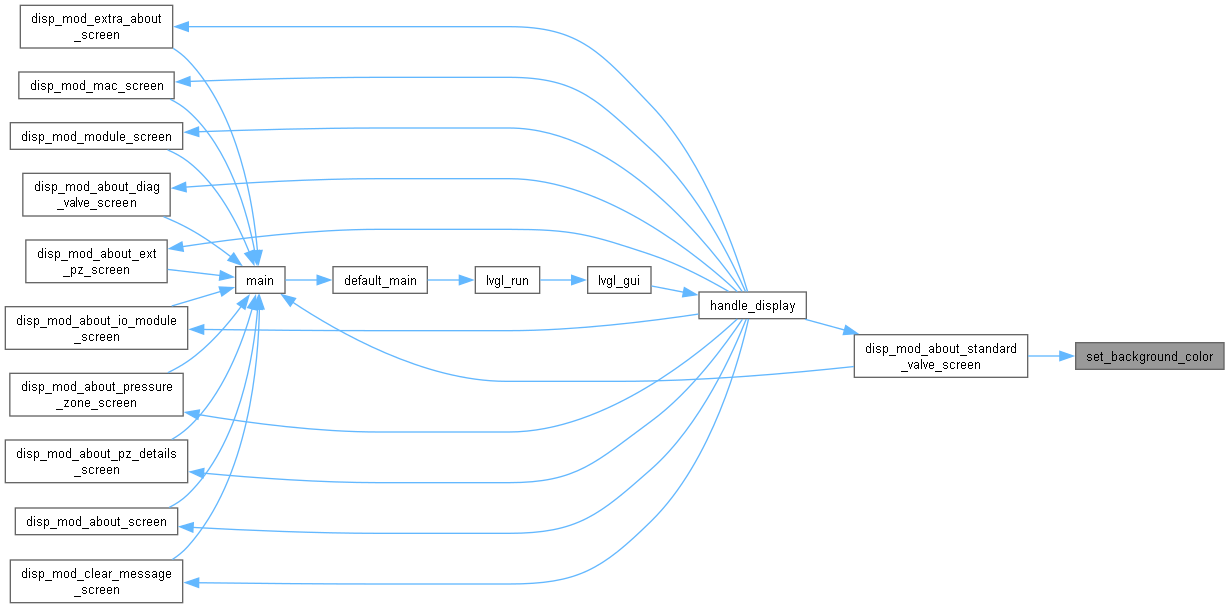 disp_mod_extra_about
_screen
disp_mod_mac_screen
disp_mod_module_screen
disp_mod_about_diag
_valve_screen
disp_mod_about_ext
_pz_screen
main
default_main
lvgl_run
lvgl_gui
handle_display
disp_mod_about_io_module
_screen
disp_mod_about_standard
_valve_screen
set_background_color
disp_mod_about_pressure
_zone_screen
disp_mod_about_pz_details
_screen
disp_mod_about_screen
disp_mod_clear_message
_screen